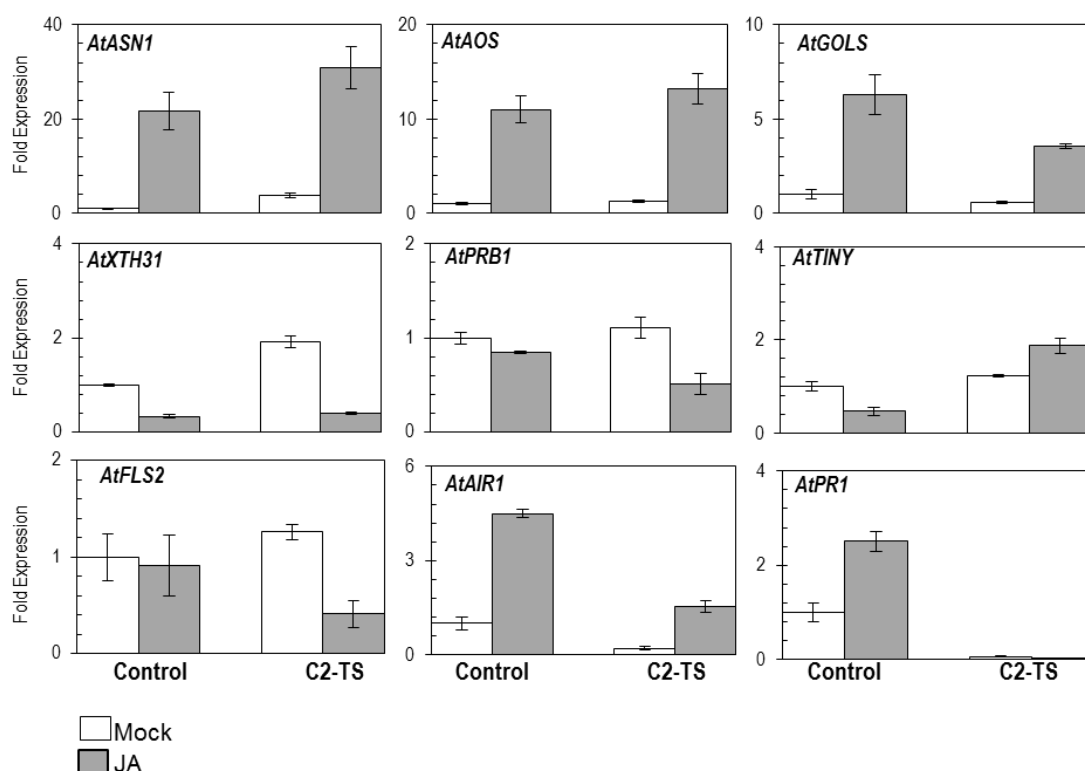 AtASN1
AtAOS
AtGOLS
Fold Expression
40
20
0
20
10
0
10
5
0
AtXTH31
AtPRB1
AtTINY
Fold Expression
4
2
0
2
1
0
4
2
0
AtFLS2
AtAIR1
AtPR1
Fold Expression
2
1
0
6
3
0
4
2
0
Control C2-TS
Control C2-TS
Control C2-TS
Mock
JA